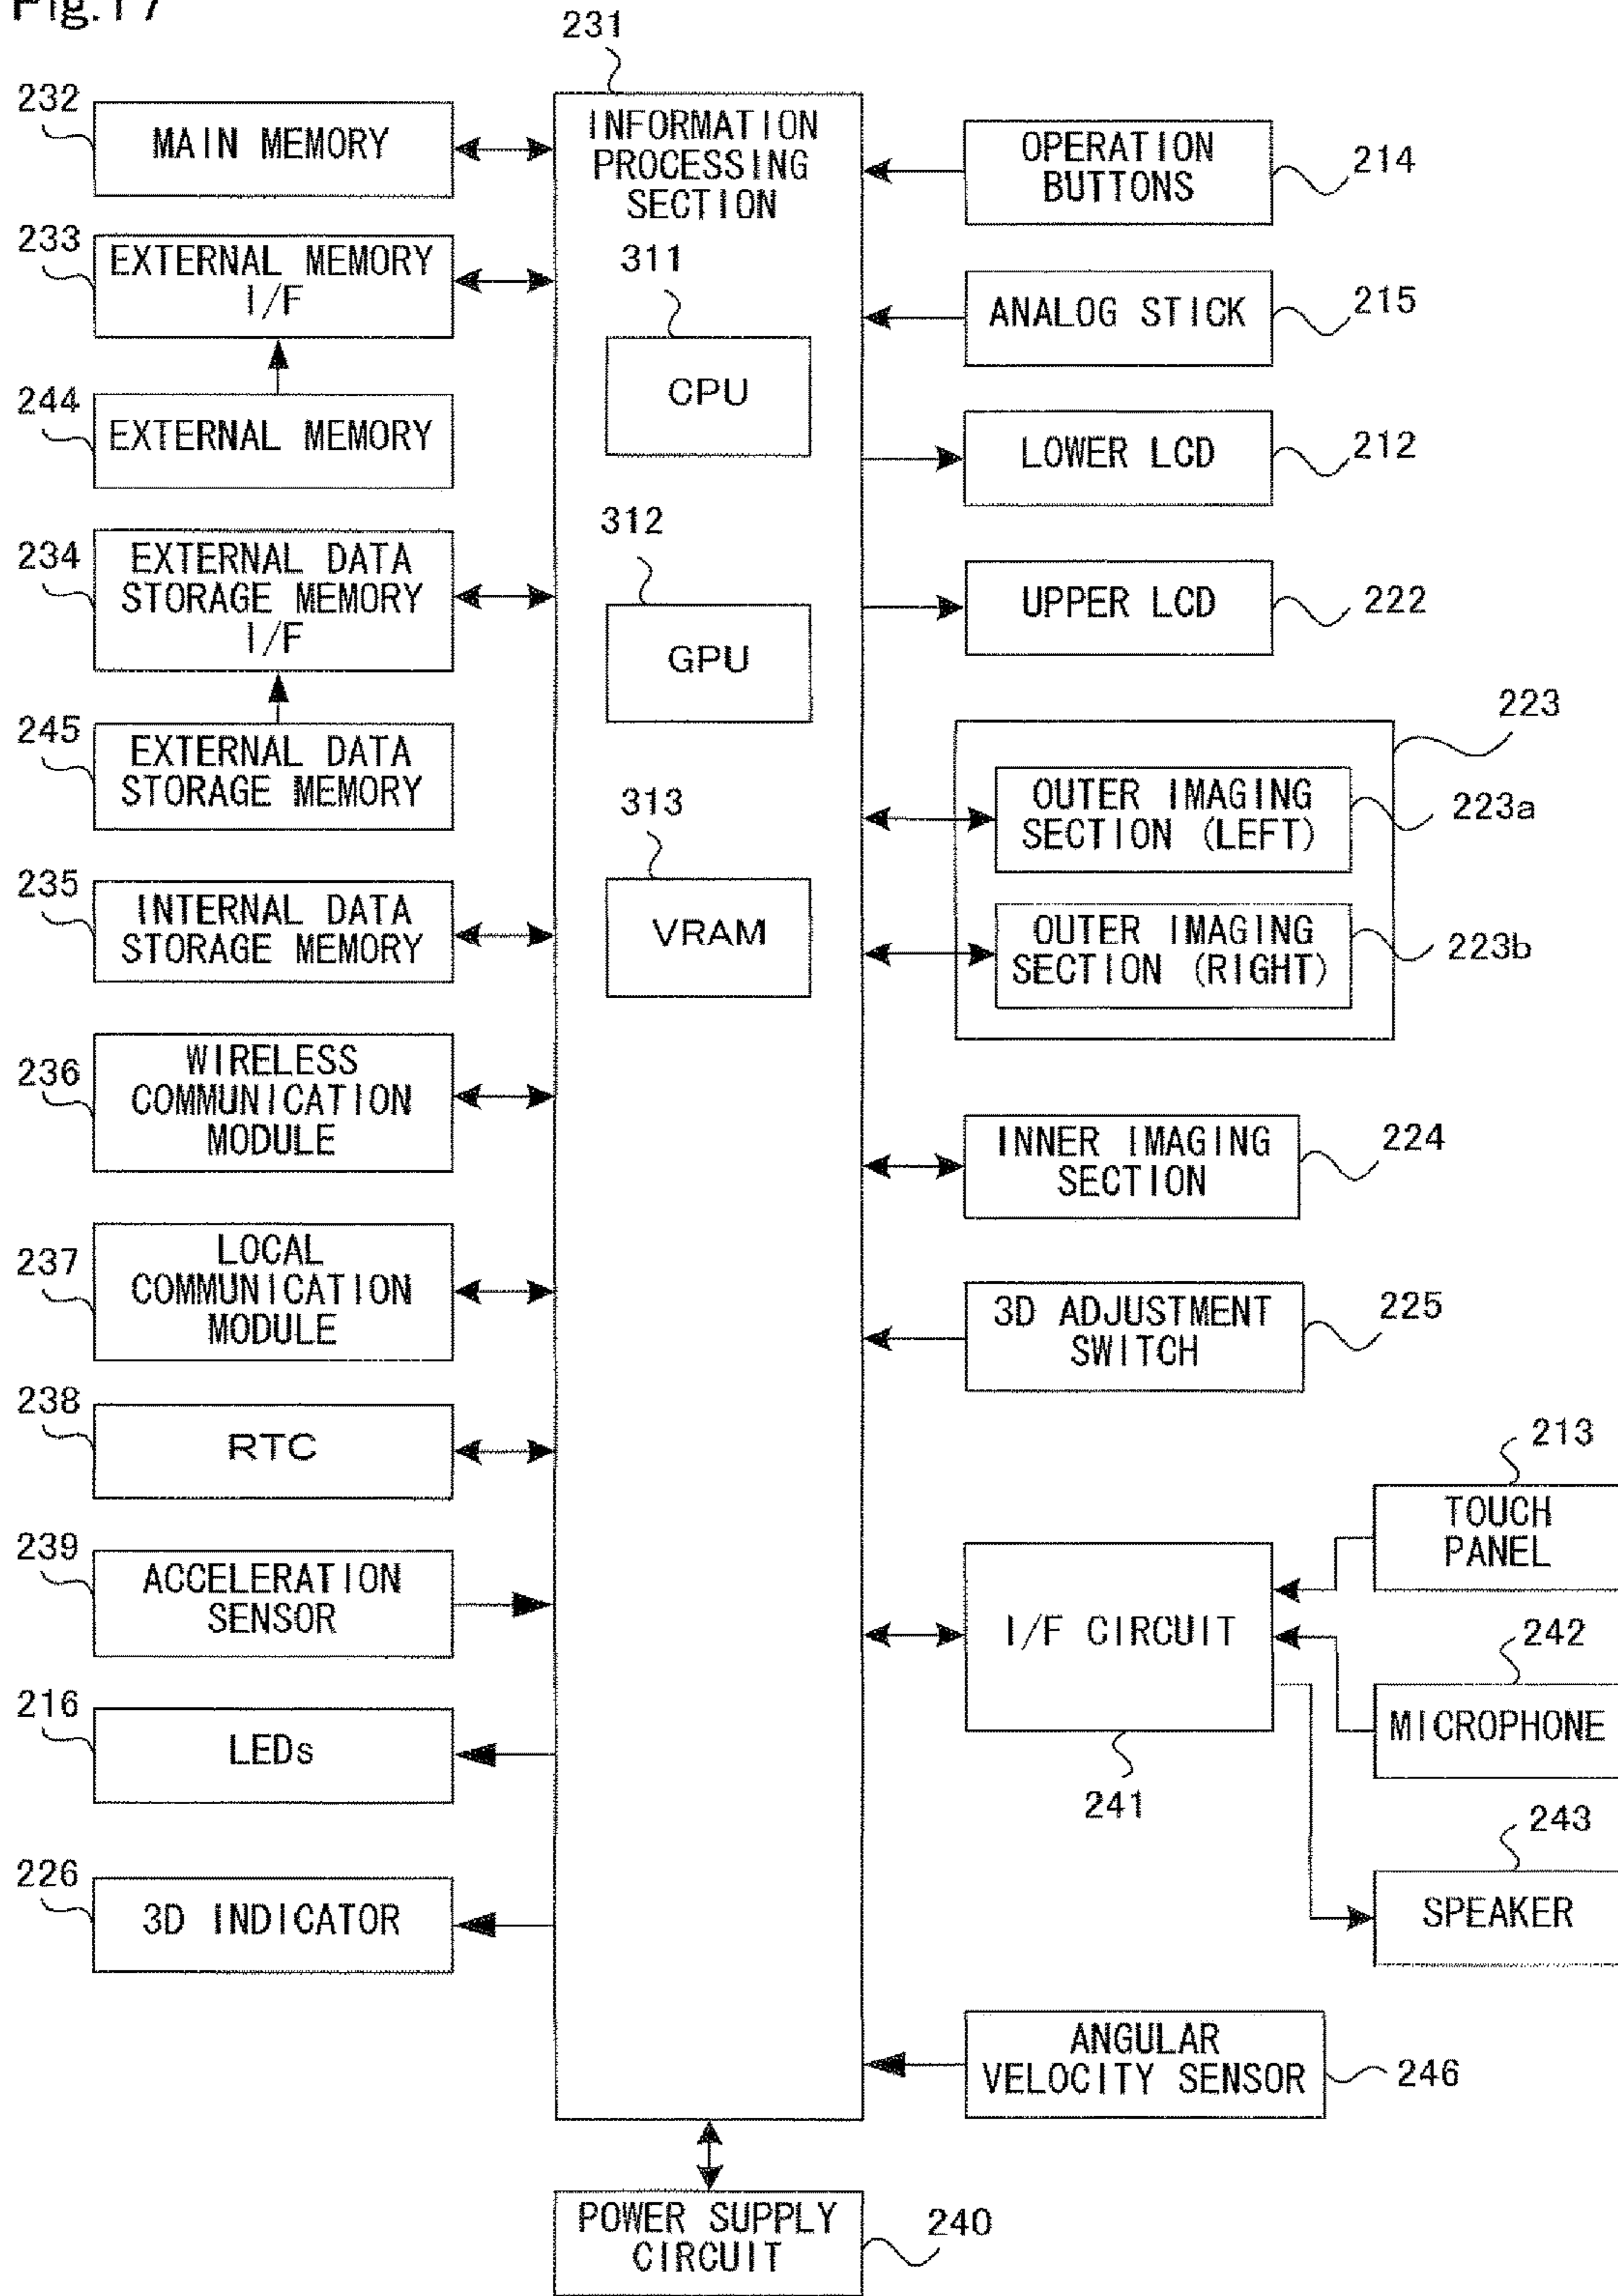 Fig.17
231
232
MAIN MEMORY
233
EXTERNAL MEMORY
I/F
244
EXTERNAL MEMORY
234
EXTERNAL DATA
STORAGE MEMORY
I/F
245
EXTERNAL DATA
STORAGE MEMORY
235
INTERNAL DATA
STORAGE MEMORY
236
WIRELESS
COMMUNICATION
MODULE
237
LOCAL
COMMUNICATION
MODULE
238
RTC
239
ACCELERATION
SENSOR
216
LEDs
226
3D INDICATOR
INFORMATION
PROCESSING
SECTION
311
CPU
312
GPU
313
VRAM
OPERATION
BUTTONS
214
ANALOG STICK
215
LOWER LCD
212
UPPER LCD
222
223
OUTER IMAGING
SECTION (LEFT)
223a
OUTER IMAGING
SECTION (RIGHT)
223b
INNER IMAGING
SECTION
224
3D ADJUSTMENT
SWITCH
225
213
TOUCH
PANEL
I/F CIRCUIT
241
242
MICROPHONE
243
SPEAKER
ANGULAR
VELOCITY SENSOR
246
POWER SUPPLY
CIRCUIT
240